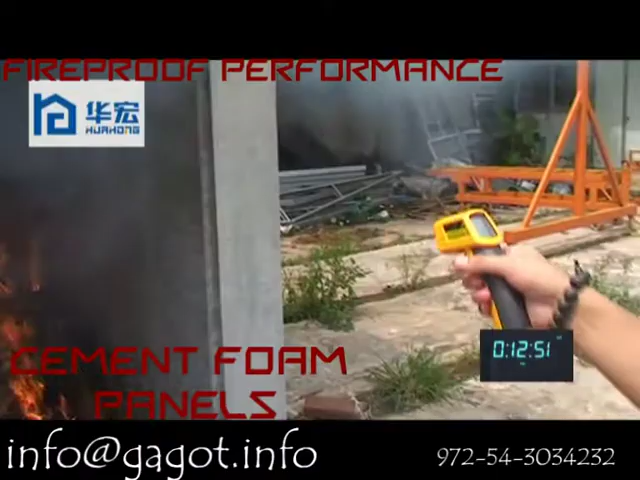 FIREPROOF PERFORMANCE
华宏
HUAHONG
0:12:51
CEMENT FOAM
PANELS
info@gagot.info
972-54-3034232